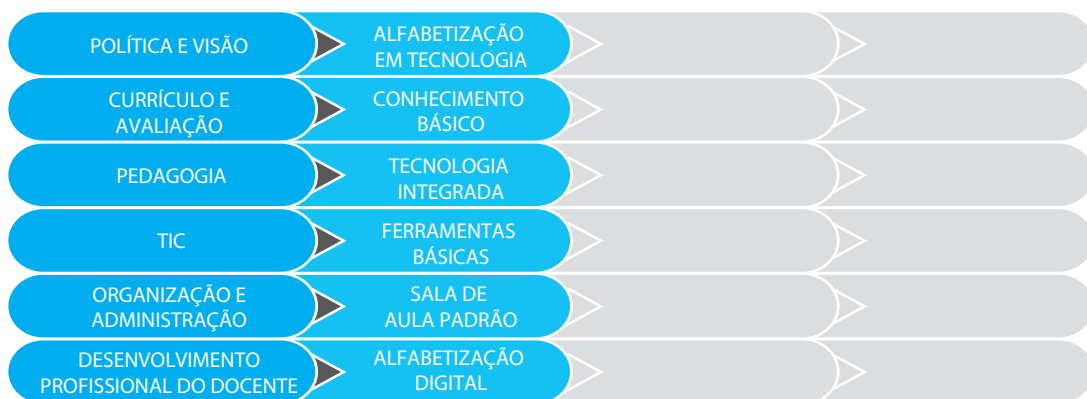 POLÍTICA E VISÃO
ALFABETIZAÇÃO
EM TECNOLOGIA
CURRÍCULO E
AVALIAÇÃO
CONHECIMENTO
BÁSICO
PEDAGOGIA
TECNOLOGIA
INTEGRADA
TIC
FERRAMENTAS
BÁSICAS
ORGANIZAÇÃO E
ADMINISTRAÇÃO
SALA DE
AULA PADRÃO
DESENVOLVIMENTO
PROFISSIONAL DO DOCENTE
ALFABETIZAÇÃO
DIGITAL